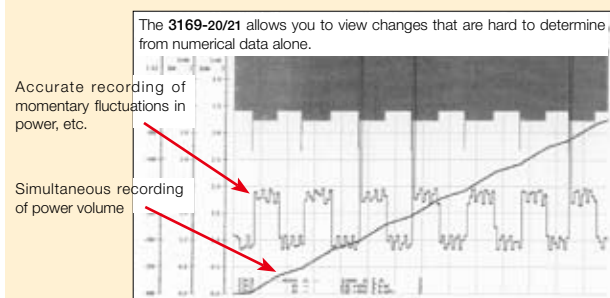 The 3169-20/21 allows you to view changes that are hard to determine
from numerical data alone.
Accurate recording of
momentary fluctuations in
power, etc.
Simultaneous recording
of power volume